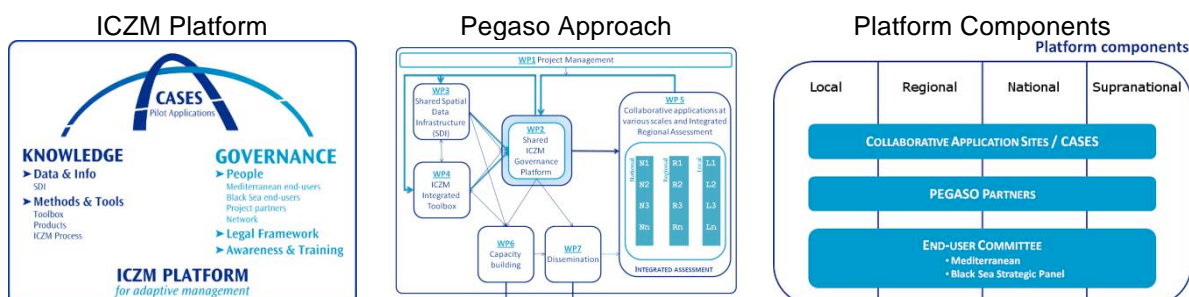 ICZM Platform
CASES
Pilot Applications
KNOWLEDGE
➤ Data & Info
SDI
➤ Methods & Tools
Toolbox
Products
ICZM Process
GOVERNANCE
➤ People
Mediterranean end-users
Black Sea end-users
Project partners
Network
➤ Legal Framework
➤ Awareness & Training
ICZM PLATFORM
for adaptive management
Pegaso Approach
WP1 Project Management
WP3
Shared Spatial
Data
Infrastructure
(SDI)
WP2
Shared
ICZM
Governance
Platform
WP4
ICZM
Integrated
Toolbox
WP 5
Collaborative applications at
various scales and Integrated
Regional Assessment
National
N1
N2
N3
Nn
Regional
R1
R2
R3
Rn
Local
L1
L2
L3
Ln
INTEGRATED ASSESSMENT
WP6
Capacity
building
WP7
Dissemination
Platform Components
Platform components
Local
Regional
National
Supranational
COLLABORATIVE APPLICATION SITES / CASES
PEGASO PARTNERS
END-USER COMMITTEE
• Mediterranean
• Black Sea Strategic Panel